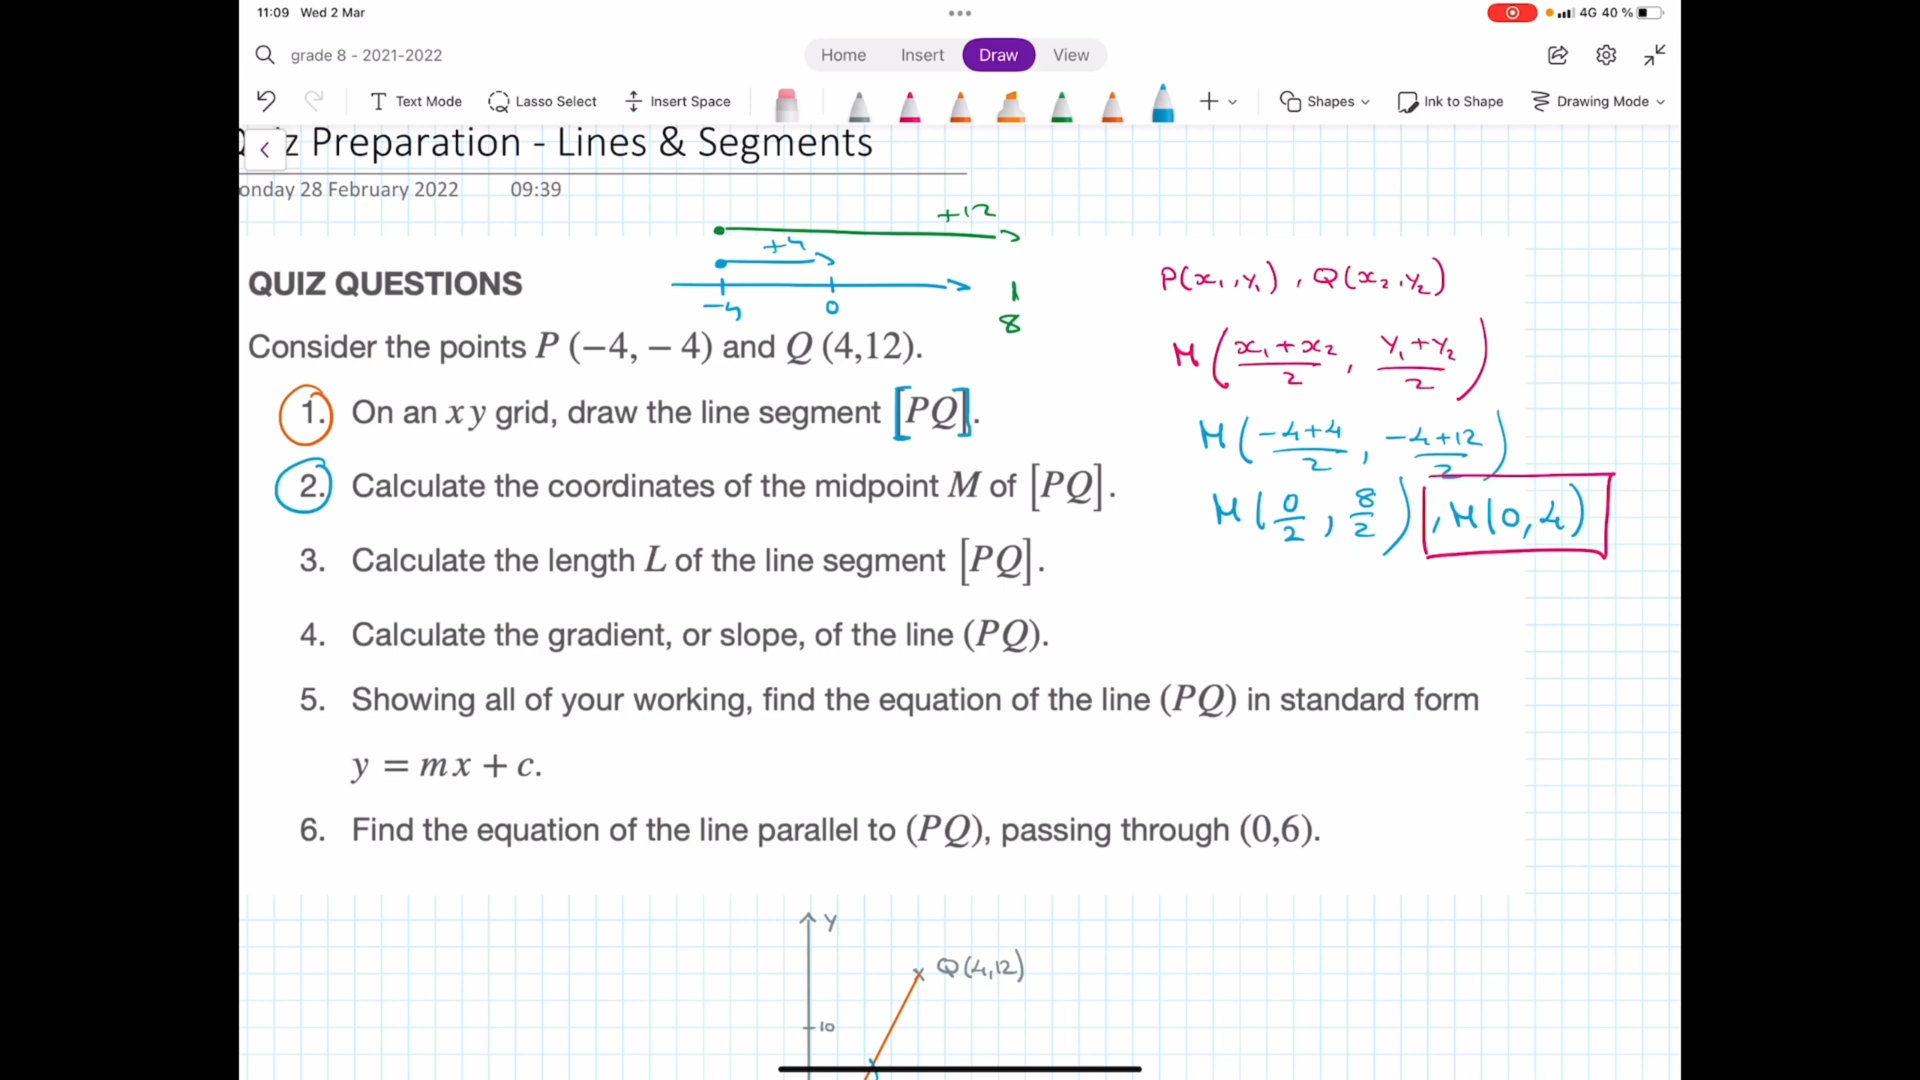 11:09 Wed 2 Mar
4G 40 %
grade 8 - 2021-2022
Home Insert Draw View
Text Mode Lasso Select Insert Space Shapes Ink to Shape Drawing Mode
z Preparation - Lines & Segments
onday 28 February 2022 09:39
+12
+4
-4 0
1
8
QUIZ QUESTIONS
Consider the points P (−4, − 4) and Q (4,12).
1. On an x y grid, draw the line segment [PQ].
2. Calculate the coordinates of the midpoint M of [PQ].
3. Calculate the length L of the line segment [PQ].
4. Calculate the gradient, or slope, of the line (PQ).
5. Showing all of your working, find the equation of the line (PQ) in standard form
y = mx + c.
6. Find the equation of the line parallel to (PQ), passing through (0,6).
P(x₁,y₁), Q(x₂,y₂)
M(x₁+x₂/2, y₁+y₂/2)
M(-4+4/2, -4+12/2)
M(0/2, 8/2), M(0,4)
y
Q(4,12)
10